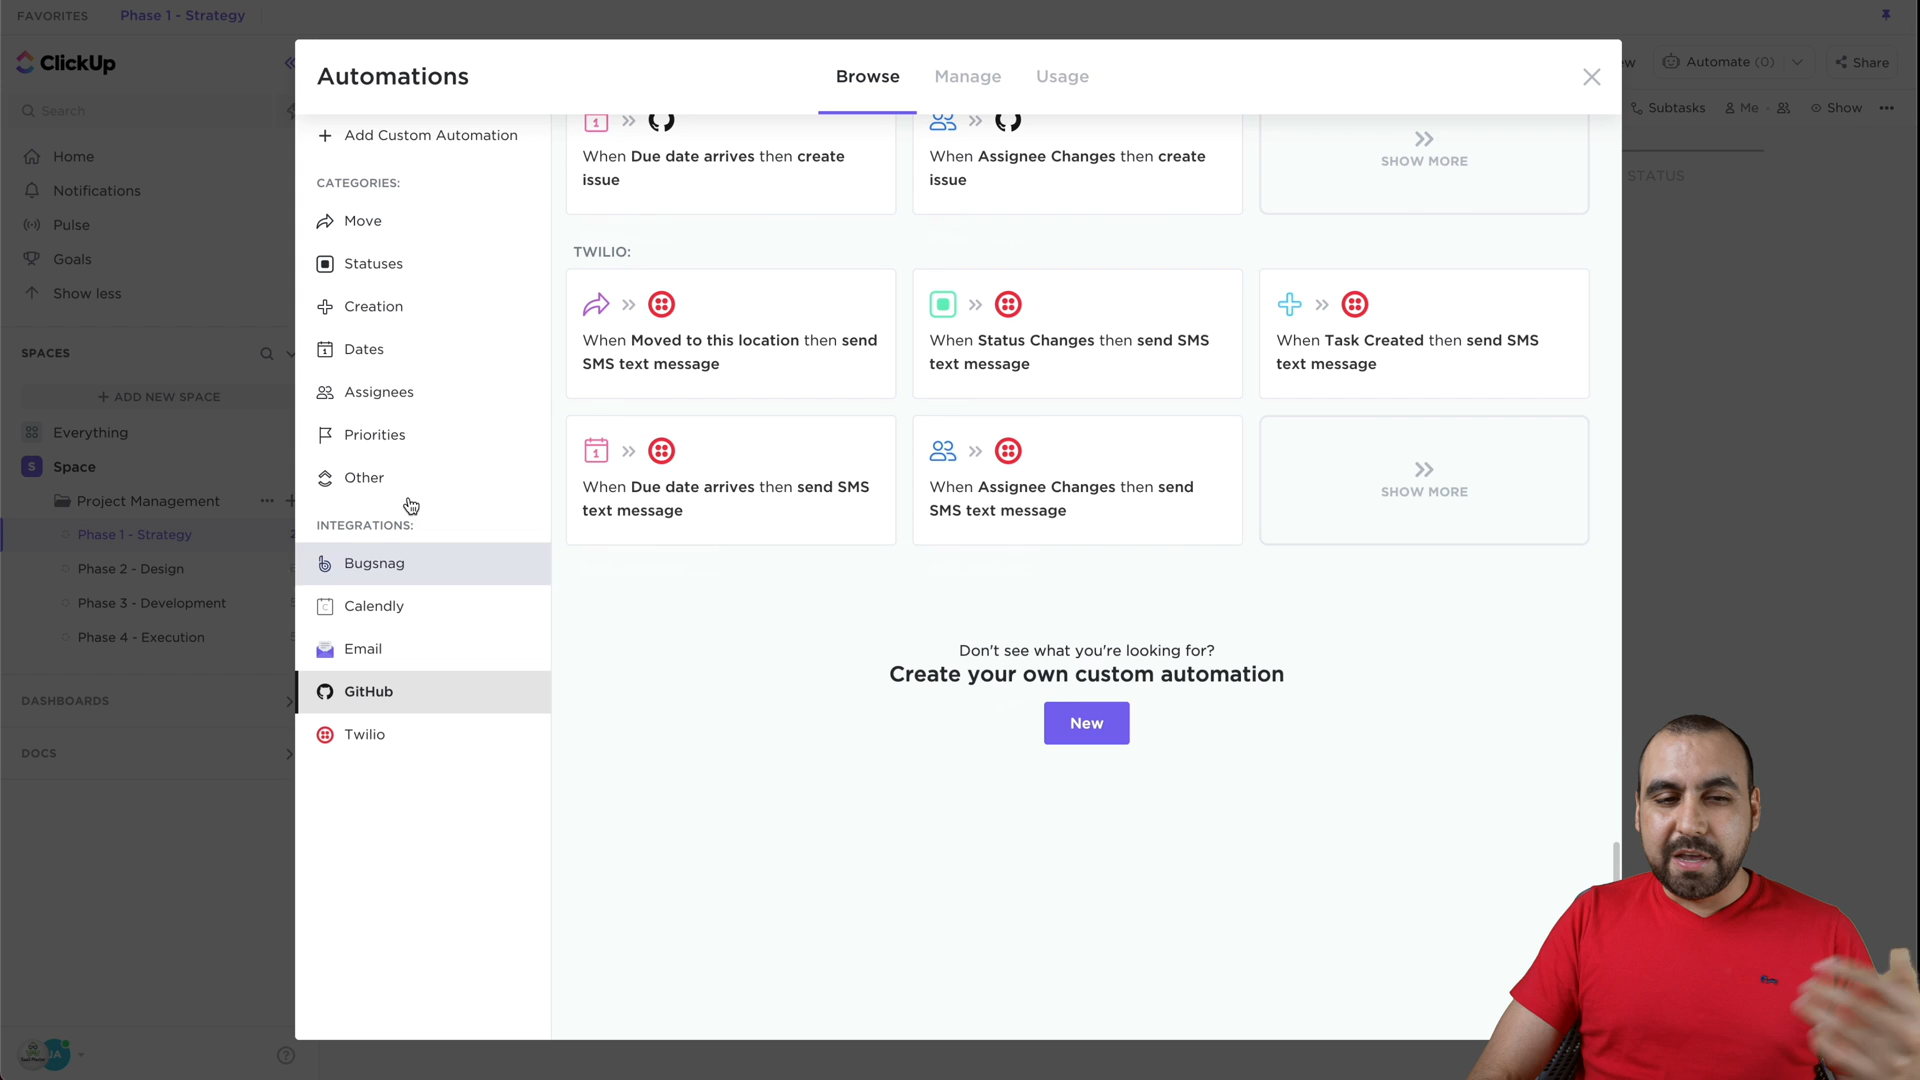 FAVORITES
Phase 1 - Strategy
ClickUp
Search
Home
Notifications
Pulse
Goals
Show less
SPACES
+ ADD NEW SPACE
Everything
S Space
Project Management
Phase 1 - Strategy
Phase 2 - Design
Phase 3 - Development
Phase 4 - Execution
DASHBOARDS
DOCS
Automations
Browse
Manage
Usage
Automate (0)
Share
Subtasks
Me
Show
STATUS
+ Add Custom Automation
CATEGORIES:
Move
Statuses
Creation
Dates
Assignees
Priorities
Other
INTEGRATIONS:
Bugsnag
Calendly
Email
GitHub
Twilio
1
When Due date arrives then create
issue
When Assignee Changes then create
issue
SHOW MORE
TWILIO:
When Moved to this location then send
SMS text message
When Status Changes then send SMS
text message
When Task Created then send SMS
text message
1
When Due date arrives then send SMS
text message
When Assignee Changes then send
SMS text message
SHOW MORE
Don't see what you're looking for?
Create your own custom automation
New